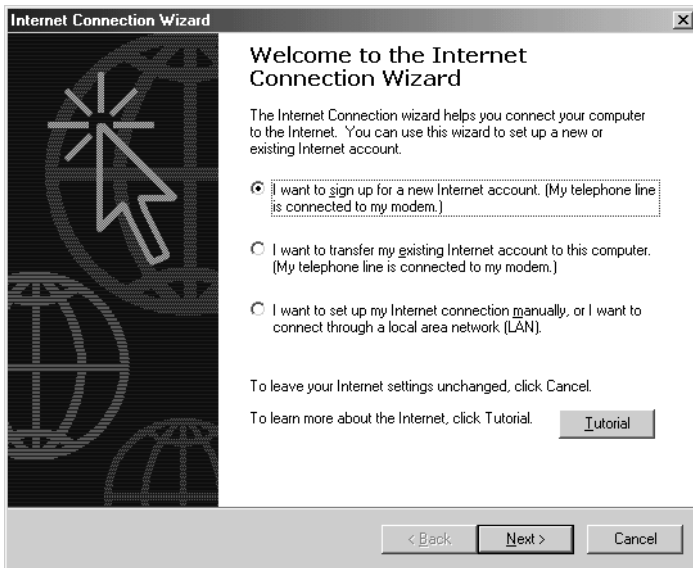 Internet Connection Wizard
Welcome to the Internet
Connection Wizard
The Internet Connection wizard helps you connect your computer
to the Internet. You can use this wizard to set up a new or
existing Internet account.
I want to sign up for a new Internet account. (My telephone line
is connected to my modem.)
I want to transfer my existing Internet account to this computer.
(My telephone line is connected to my modem.)
I want to set up my Internet connection manually, or I want to
connect through a local area network (LAN).
To leave your Internet settings unchanged, click Cancel.
To learn more about the Internet, click Tutorial.
Tutorial
< Back
Next >
Cancel